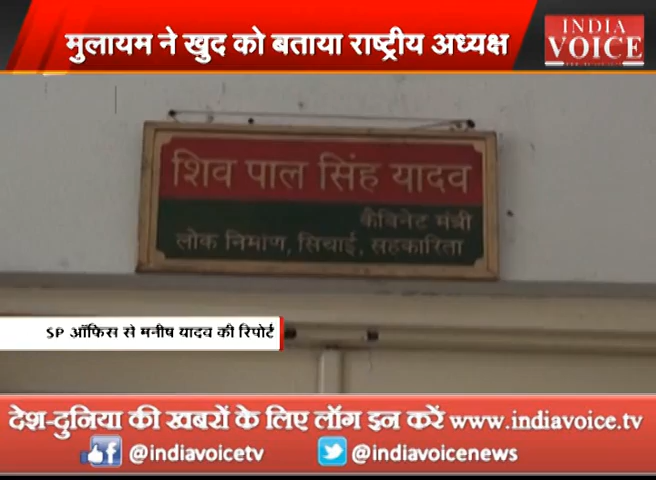 मुलायम ने खुद को बताया राष्ट्रीय अध्यक्ष
INDIA
VOICE
शिव पाल सिंह यादव
कैबिनेट मंत्री
लोक निर्माण, सिचाई, सहकारिता
SP ऑफिस से मनीष यादव की रिपोर्ट
देश-दुनिया की खबरों के लिए लॉग इन करें www.indiavoice.tv
@indiavoicetv @indiavoicenews